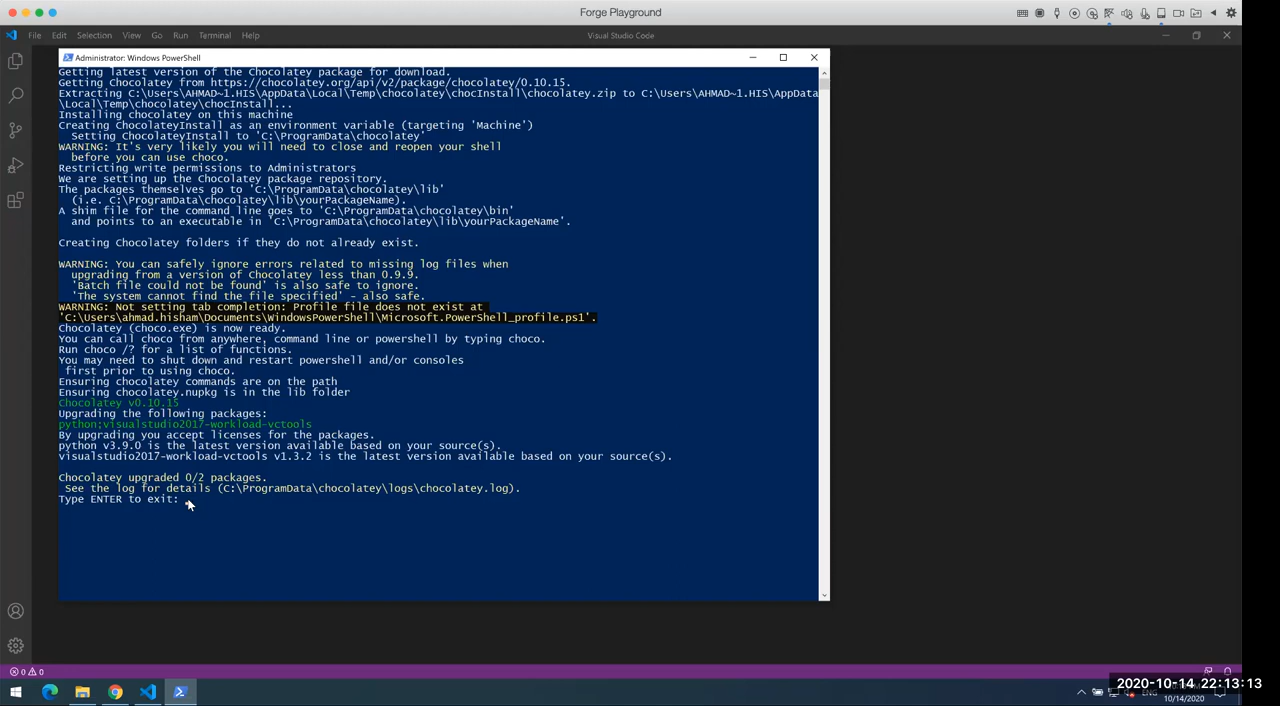 Forge Playground
File Edit Selection View Go Run Terminal Help
Visual Studio Code
Administrator: Windows PowerShell
Getting latest version of the Chocolatey package for download.
Getting Chocolatey from https://chocolatey.org/api/v2/package/chocolatey/0.10.15.
Extracting C:\Users\AHMAD~1.HIS\AppData\Local\Temp\chocolatey\chocInstall\chocolatey.zip to C:\Users\AHMAD~1.HIS\AppData
\Local\Temp\chocolatey\chocInstall...
Installing chocolatey on this machine
Creating ChocolateyInstall as an environment variable (targeting 'Machine')
Setting ChocolateyInstall to 'C:\ProgramData\chocolatey'
WARNING: It's very likely you will need to close and reopen your shell
before you can use choco.
Restricting write permissions to Administrators
We are setting up the Chocolatey package repository.
The packages themselves go to 'C:\ProgramData\chocolatey\lib'
(i.e. C:\ProgramData\chocolatey\lib\yourPackageName).
A shim file for the command line goes to 'C:\ProgramData\chocolatey\bin'
and points to an executable in 'C:\ProgramData\chocolatey\lib\yourPackageName'.
Creating Chocolatey folders if they do not already exist.
WARNING: You can safely ignore errors related to missing log files when
upgrading from a version of Chocolatey less than 0.9.9.
'Batch file could not be found' is also safe to ignore.
'The system cannot find the file specified' - also safe.
WARNING: Not setting tab completion: Profile file does not exist at
'C:\Users\ahmad.hisham\Documents\WindowsPowerShell\Microsoft.PowerShell_profile.ps1'.
Chocolatey (choco.exe) is now ready.
You can call choco from anywhere, command line or powershell by typing choco.
Run choco /? for a list of functions.
You may need to shut down and restart powershell and/or consoles
first prior to using choco.
Ensuring chocolatey commands are on the path
Ensuring chocolatey.nupkg is in the lib folder
Chocolatey v0.10.15
Upgrading the following packages:
python;visualstudio2017-workload-vctools
By upgrading you accept licenses for the packages.
python v3.9.0 is the latest version available based on your source(s).
visualstudio2017-workload-vctools v1.3.2 is the latest version available based on your source(s).
Chocolatey upgraded 0/2 packages.
See the log for details (C:\ProgramData\chocolatey\logs\chocolatey.log).
Type ENTER to exit:
0 0
2020-10-14 22:13:13
ENG
10/14/2020